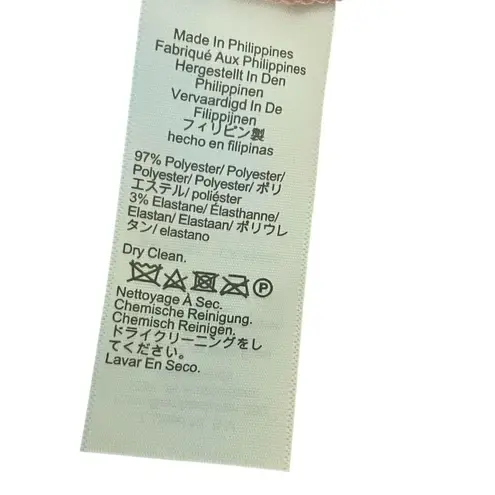 Made In Philippines
Fabriqué Aux Philippines
Hergestellt In Den
Philippinen
Vervaardigd In De
Filippijnen
フィリピン製
hecho en filipinas
97% Polyester/ Polyester/
Polyester/ Polyester/ ポリ
エステル/ poliéster
3% Elastane/ Élasthanne/
Elastan/ Elastaan/ ポリウレ
タン/ elastano
Dry Clean.
P
Nettoyage À Sec.
Chemische Reinigung.
Chemisch Reinigen.
ドライクリーニングをし
てください。
Lavar En Seco.